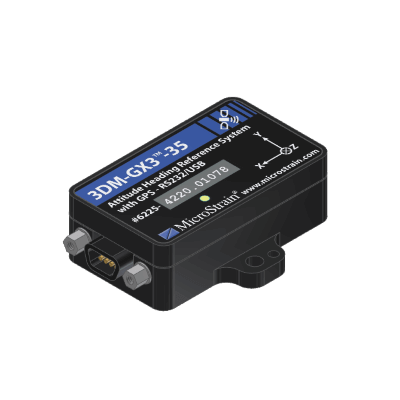 3DM-GX3™-35
Attitude Heading Reference System
with GPS - RS232/USB
#6225- 4220.01078
MicroStrain®
www.microstrain.com
Y
X
Z